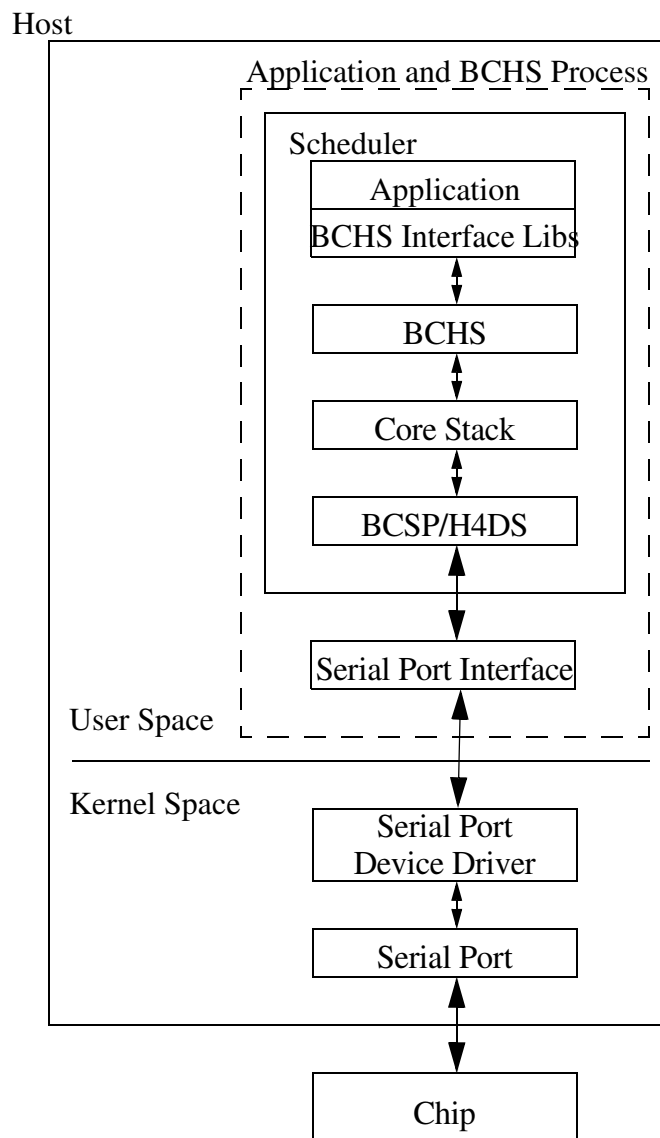 Host
Application and BCHS Process
Scheduler
Application
BCHS Interface Libs
BCHS
Core Stack
BCSP/H4DS
Serial Port Interface
User Space
Kernel Space
Serial Port
Device Driver
Serial Port
Chip